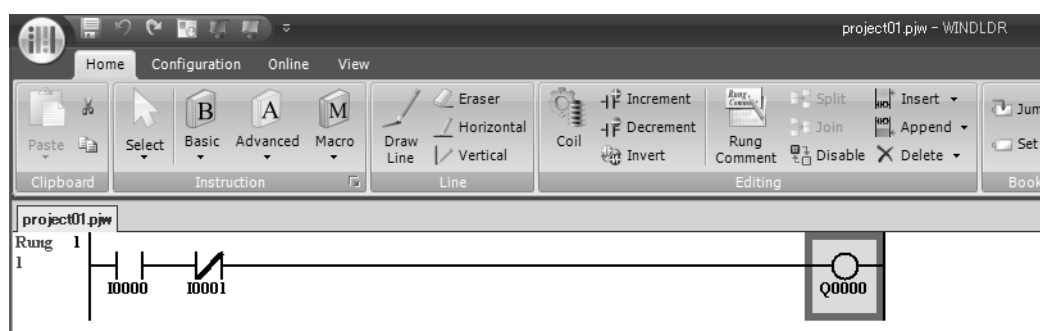 project01.pjw - WINDLDR
Home Configuration Online View
Paste
Clipboard
Select Basic Advanced Macro
B A M
Instruction
Draw Line
Eraser
Horizontal
Vertical
Line
Coil
Increment
Decrement
Invert
Rung Comment
Rung Comment
Split
Join
Disable
Insert
Append
Delete
Editing
Jum
Set
Book
project01.pjw
Rung 1
1
I0000 I0001 Q0000